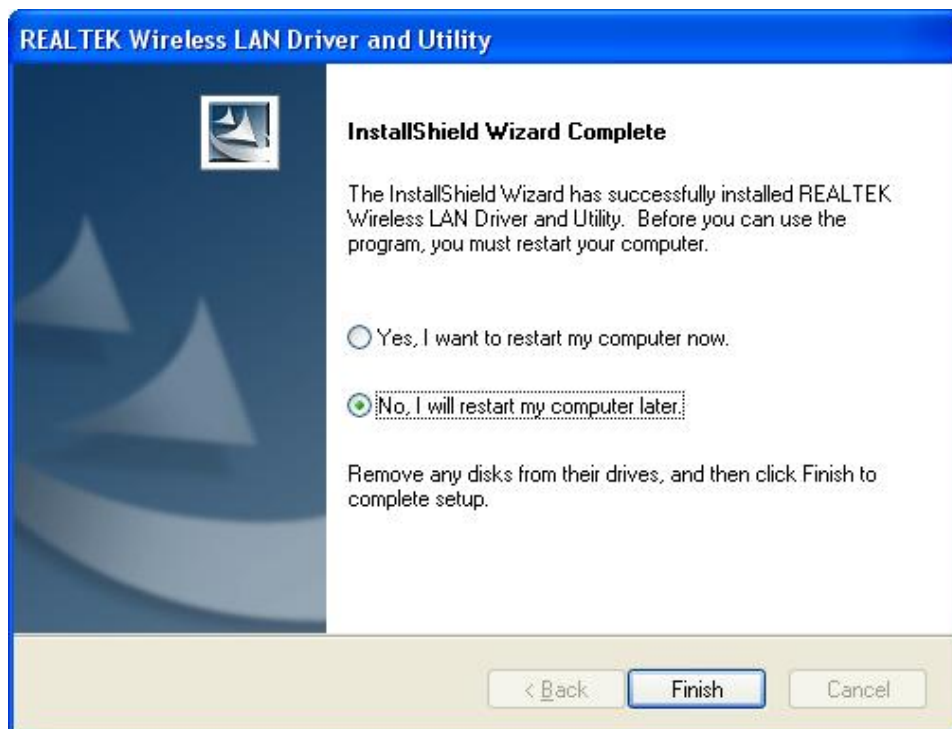 REALTEK Wireless LAN Driver and Utility
InstallShield Wizard Complete
The InstallShield Wizard has successfully installed REALTEK
Wireless LAN Driver and Utility.  Before you can use the
program, you must restart your computer.
Yes, I want to restart my computer now.
No, I will restart my computer later.
Remove any disks from their drives, and then click Finish to
complete setup.
< Back
Finish
Cancel